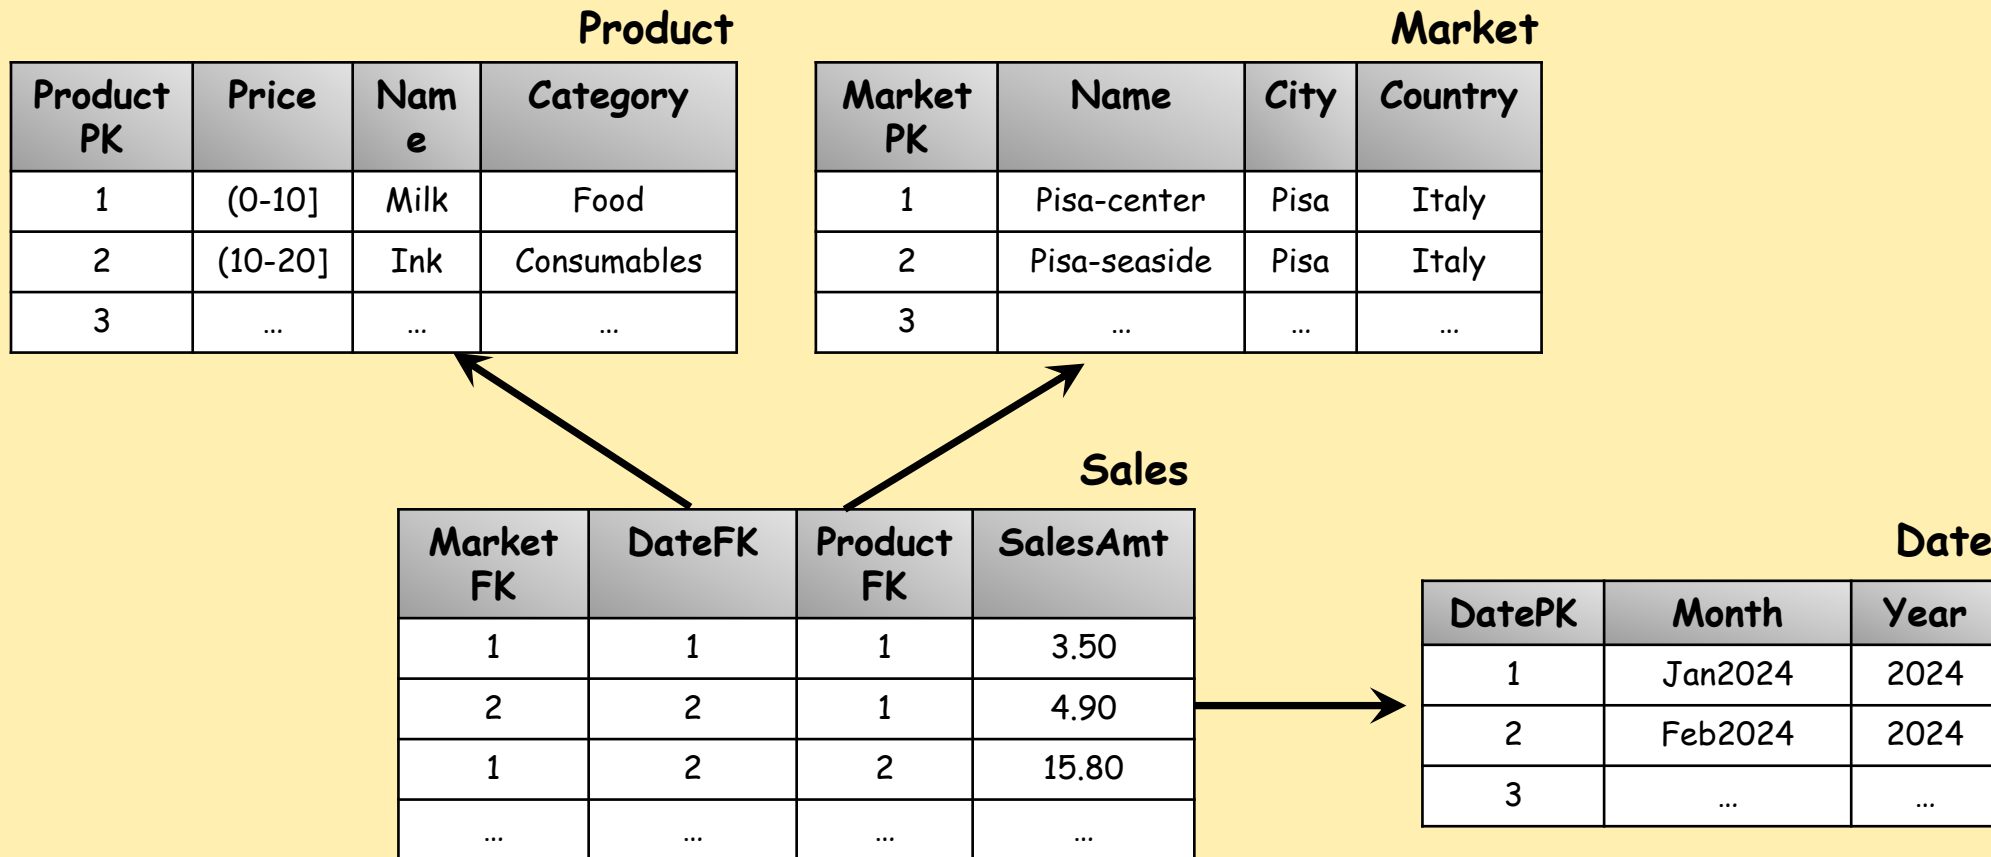 Product
Product PK Price Nam e Category
1 (0-10] Milk Food
2 (10-20] Ink Consumables
3 ... ... ...
Market
Market PK Name City Country
1 Pisa-center Pisa Italy
2 Pisa-seaside Pisa Italy
3 ... ... ...
Sales
Market FK DateFK Product FK SalesAmt
1 1 1 3.50
2 2 1 4.90
1 2 2 15.80
... ... ... ...
Date
DatePK Month Year
1 Jan2024 2024
2 Feb2024 2024
3 ... ...